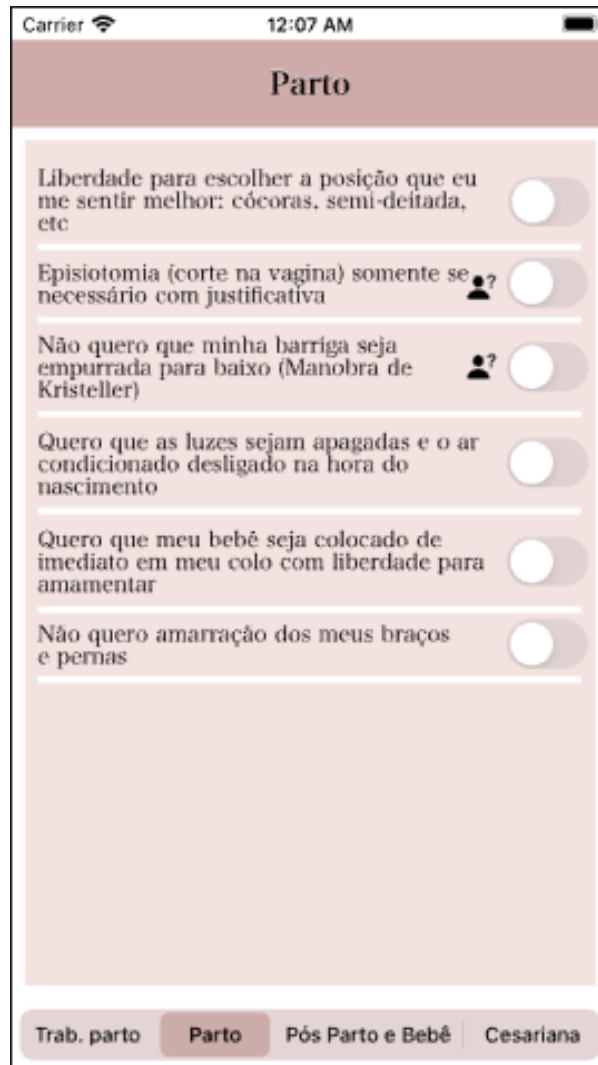 Carrier 12:07 AM
Parto
Liberdade para escolher a posição que eu
me sentir melhor: cócoras, semi-deitada,
etc
Episiotomia (corte na vagina) somente se
necessário com justificativa
?
Não quero que minha barriga seja
empurrada para baixo (Manobra de
Kristeller)
?
Quero que as luzes sejam apagadas e o ar
condicionado desligado na hora do
nascimento
Quero que meu bebê seja colocado de
imediato em meu colo com liberdade para
amamentar
Não quero amarração dos meus braços
e pernas
Trab. parto Parto Pós Parto e Bebê Cesariana